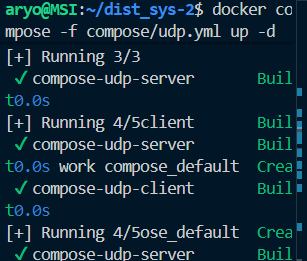 aryo@MSI:~/dist_sys-2$ docker co
mpose -f compose/udp.yml up -d
[+] Running 3/3
✓ compose-udp-server Buil
t0.0s
[+] Running 4/5client Buil
✓ compose-udp-server Buil
t0.0s work compose_default Crea
✓ compose-udp-client Buil
t0.0s
[+] Running 4/5ose_default Crea
✓ compose-udp-server Buil